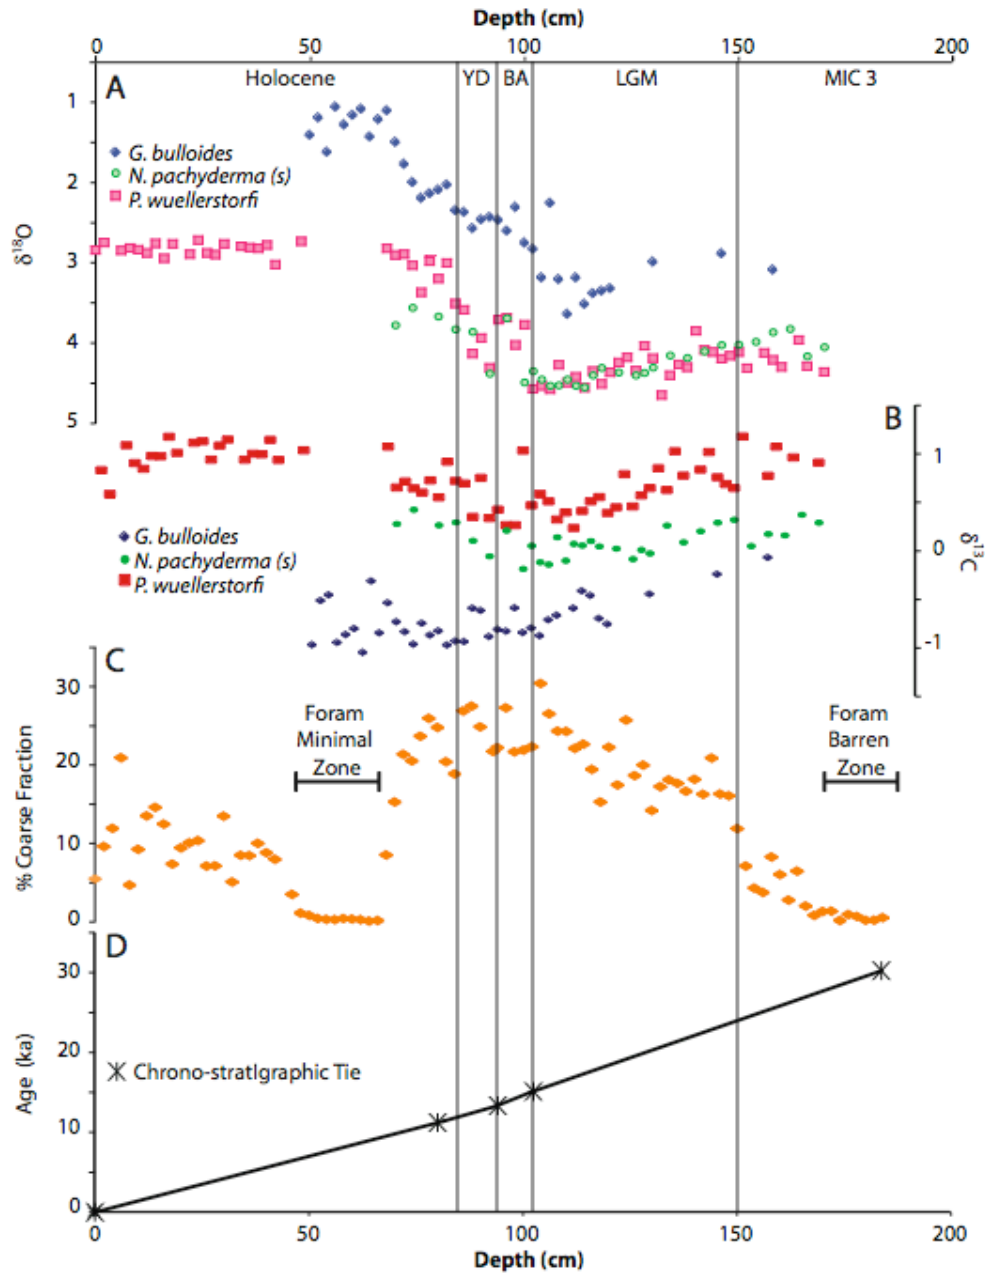 Depth (cm)
0 50 100 150 200
Holocene YD BA LGM MIC 3
A
1
2
3
4
5
δ18O
G. bulloides
N. pachyderma (s)
P. wuellerstorfi
B
1
0
-1
δ13C
G. bulloides
N. pachyderma (s)
P. wuellerstorfi
C
30
20
10
0
% Coarse Fraction
Foram
Minimal
Zone
Foram
Barren
Zone
D
30
20
10
0
Age (ka)
Chrono-stratIgraphic Tie
0 50 100 150 200
Depth (cm)